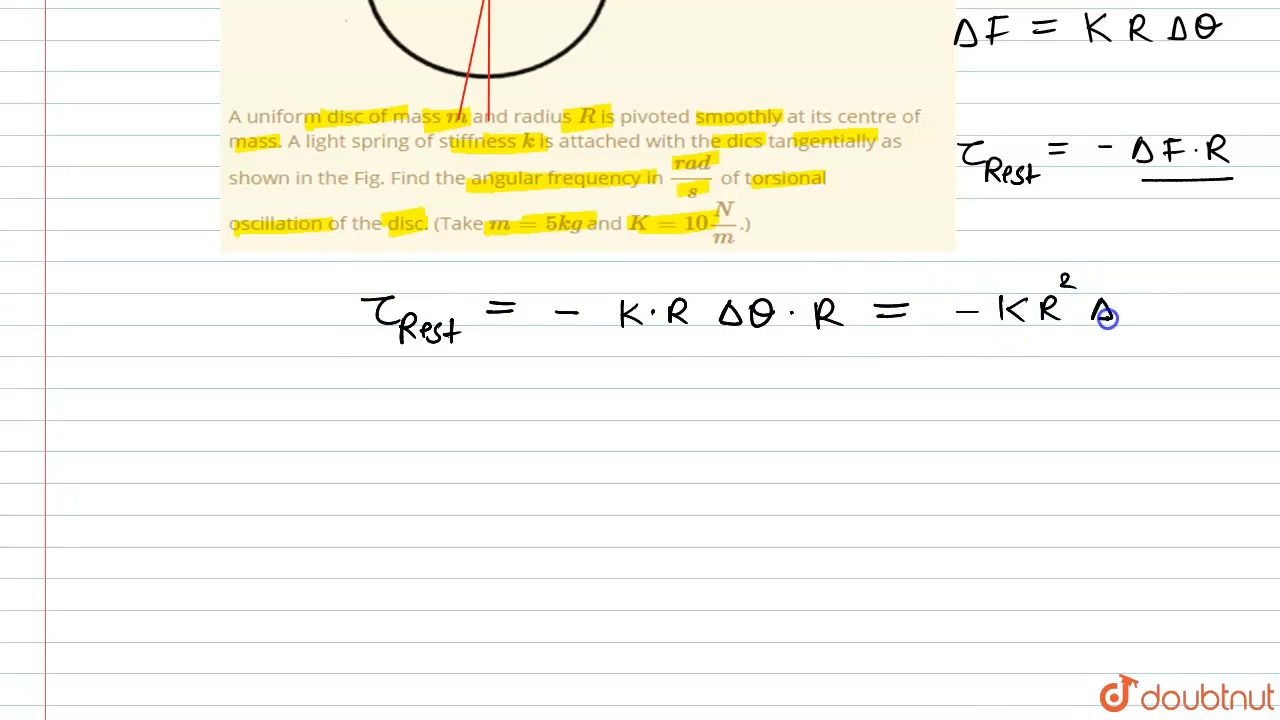 ΔF = K R Δθ
A uniform disc of mass m and radius R is pivoted smoothly at its centre of
mass. A light spring of stiffness k is attached with the dics tangentially as
shown in the Fig. Find the angular frequency in rad/s of torsional
oscillation of the disc. (Take m = 5kg and K = 10 N/m .)
τRest = - ΔF · R
τRest = - K · R Δθ · R = - K R² Δ
doubtnut